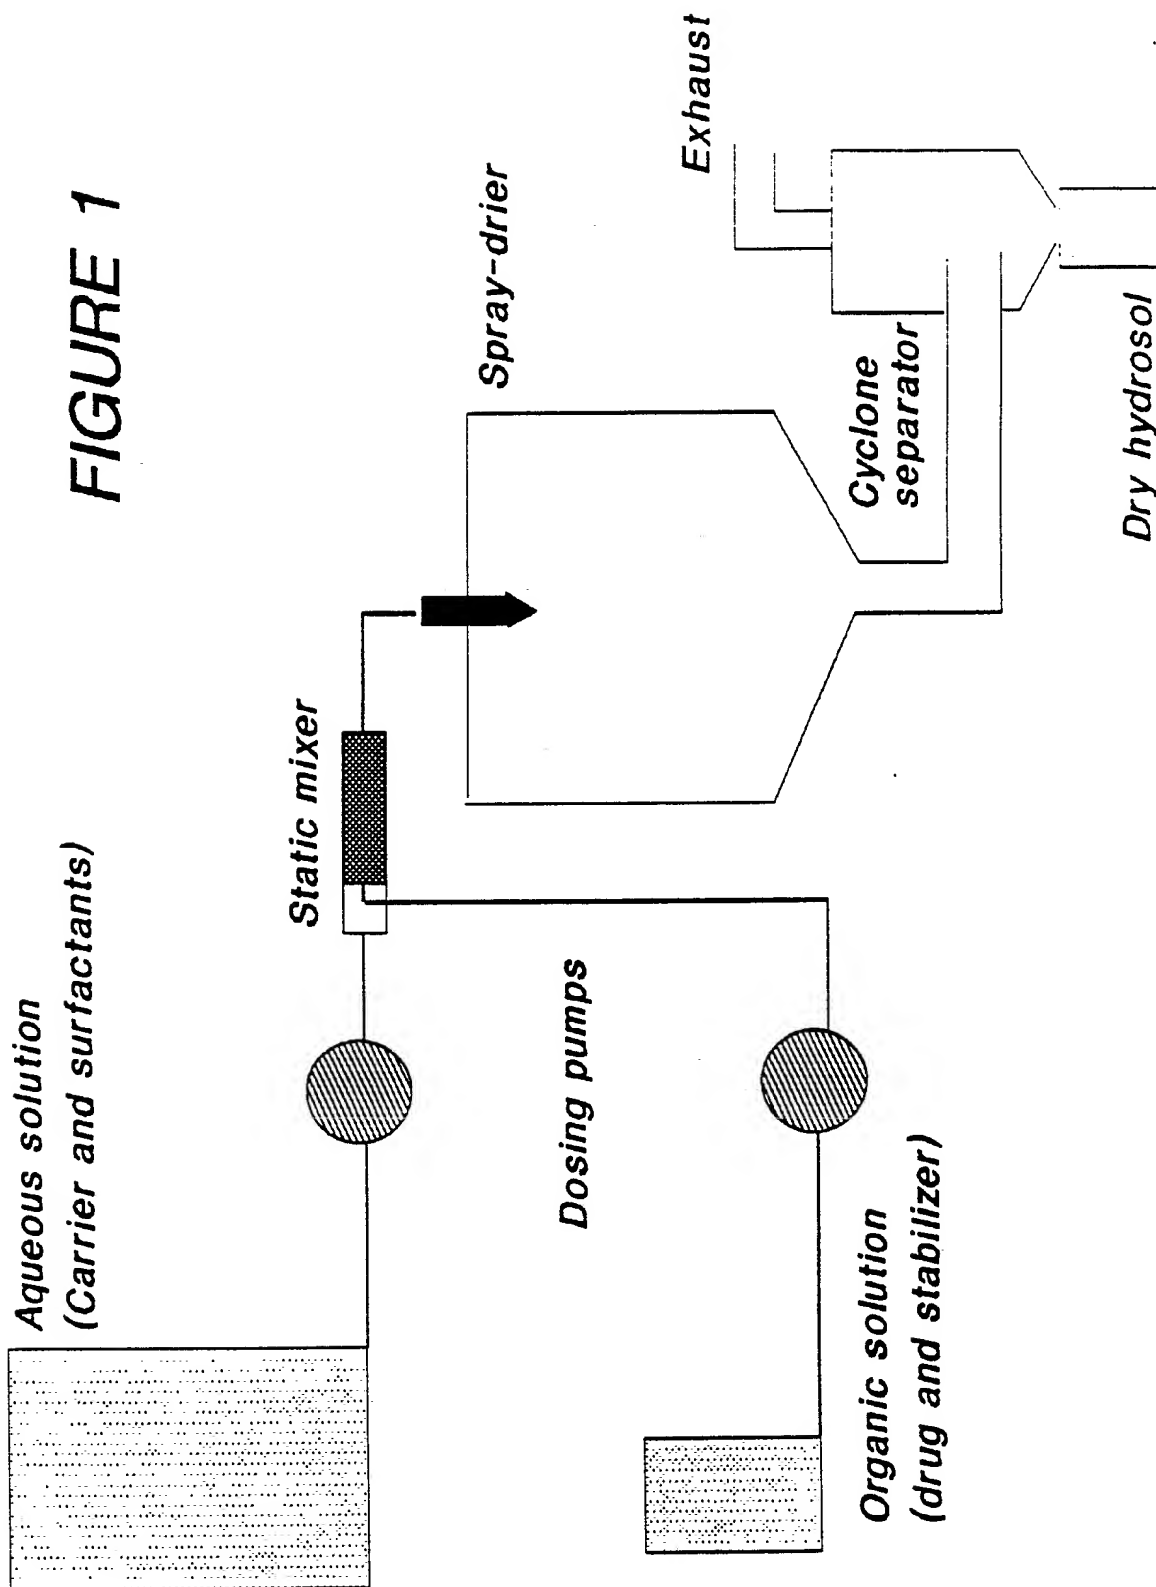 FIGURE 1
Aqueous solution
(Carrier and surfactants)
Static mixer
Spray-drier
Exhaust
Dosing pumps
Cyclone
separator
Organic solution
(drug and stabilizer)
Dry hydrosol